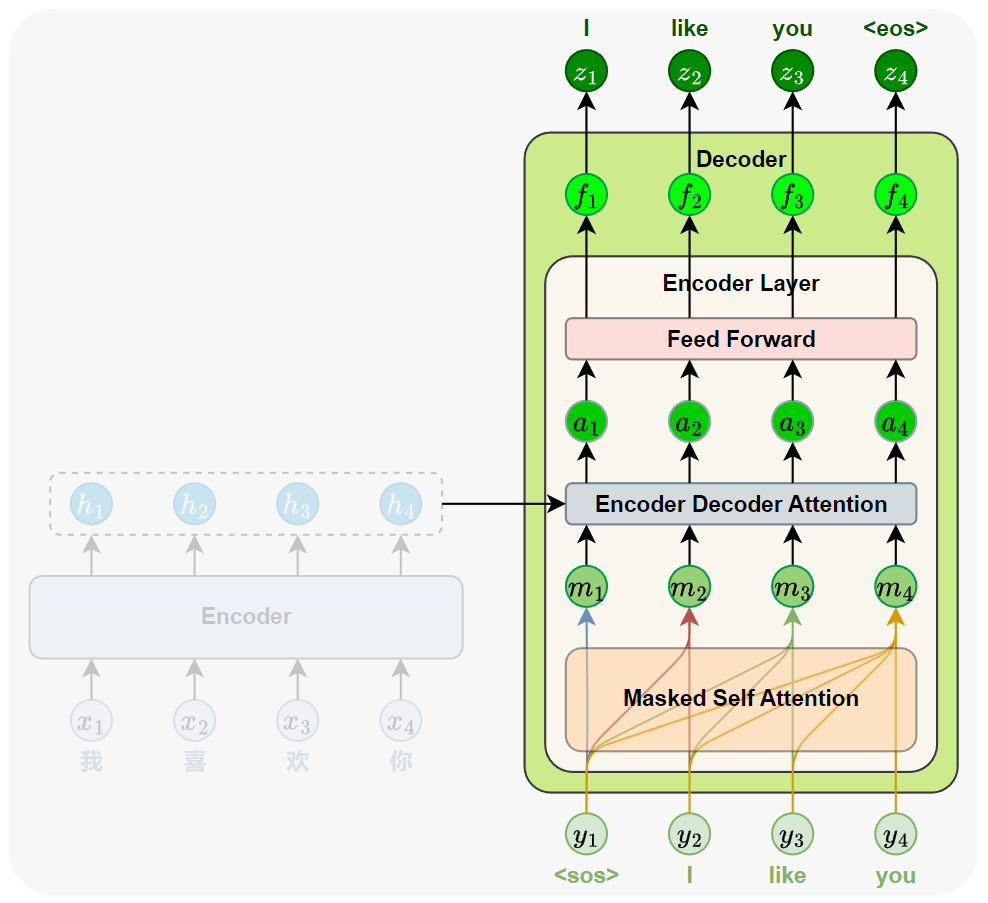 I like you <eos>
z₁ z₂ z₃ z₄
Decoder
f₁ f₂ f₃ f₄
Encoder Layer
Feed Forward
a₁ a₂ a₃ a₄
h₁ h₂ h₃ h₄
Encoder Decoder Attention
m₁ m₂ m₃ m₄
Encoder
Masked Self Attention
x₁ x₂ x₃ x₄
我 喜 欢 你
y₁ y₂ y₃ y₄
<sos> I like you